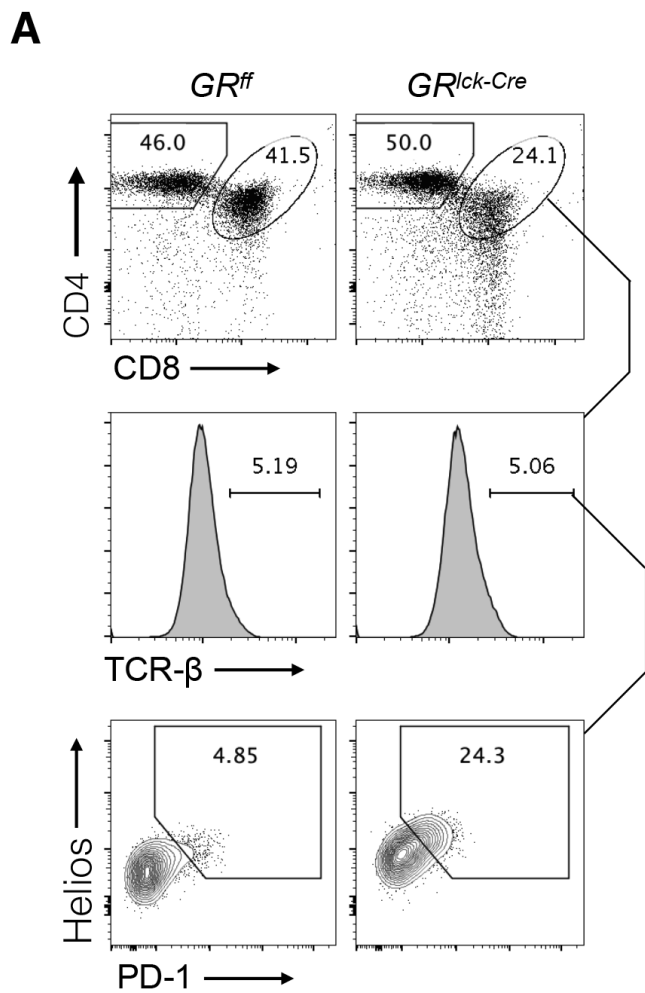 A
GRff GRlck-Cre
46.0 41.5 50.0 24.1
CD4
CD8
5.19 5.06
TCR-β
4.85 24.3
Helios
PD-1